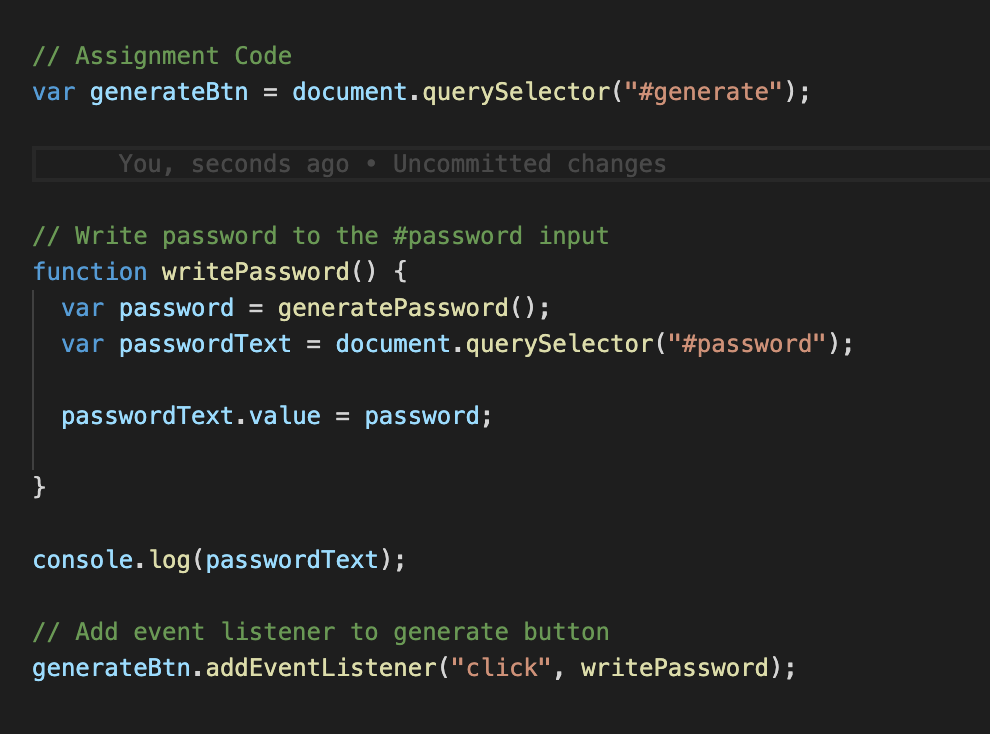 // Assignment Code
var generateBtn = document.querySelector("#generate");
You, seconds ago • Uncommitted changes
// Write password to the #password input
function writePassword() {
  var password = generatePassword();
  var passwordText = document.querySelector("#password");
  passwordText.value = password;
}
console.log(passwordText);
// Add event listener to generate button
generateBtn.addEventListener("click", writePassword);